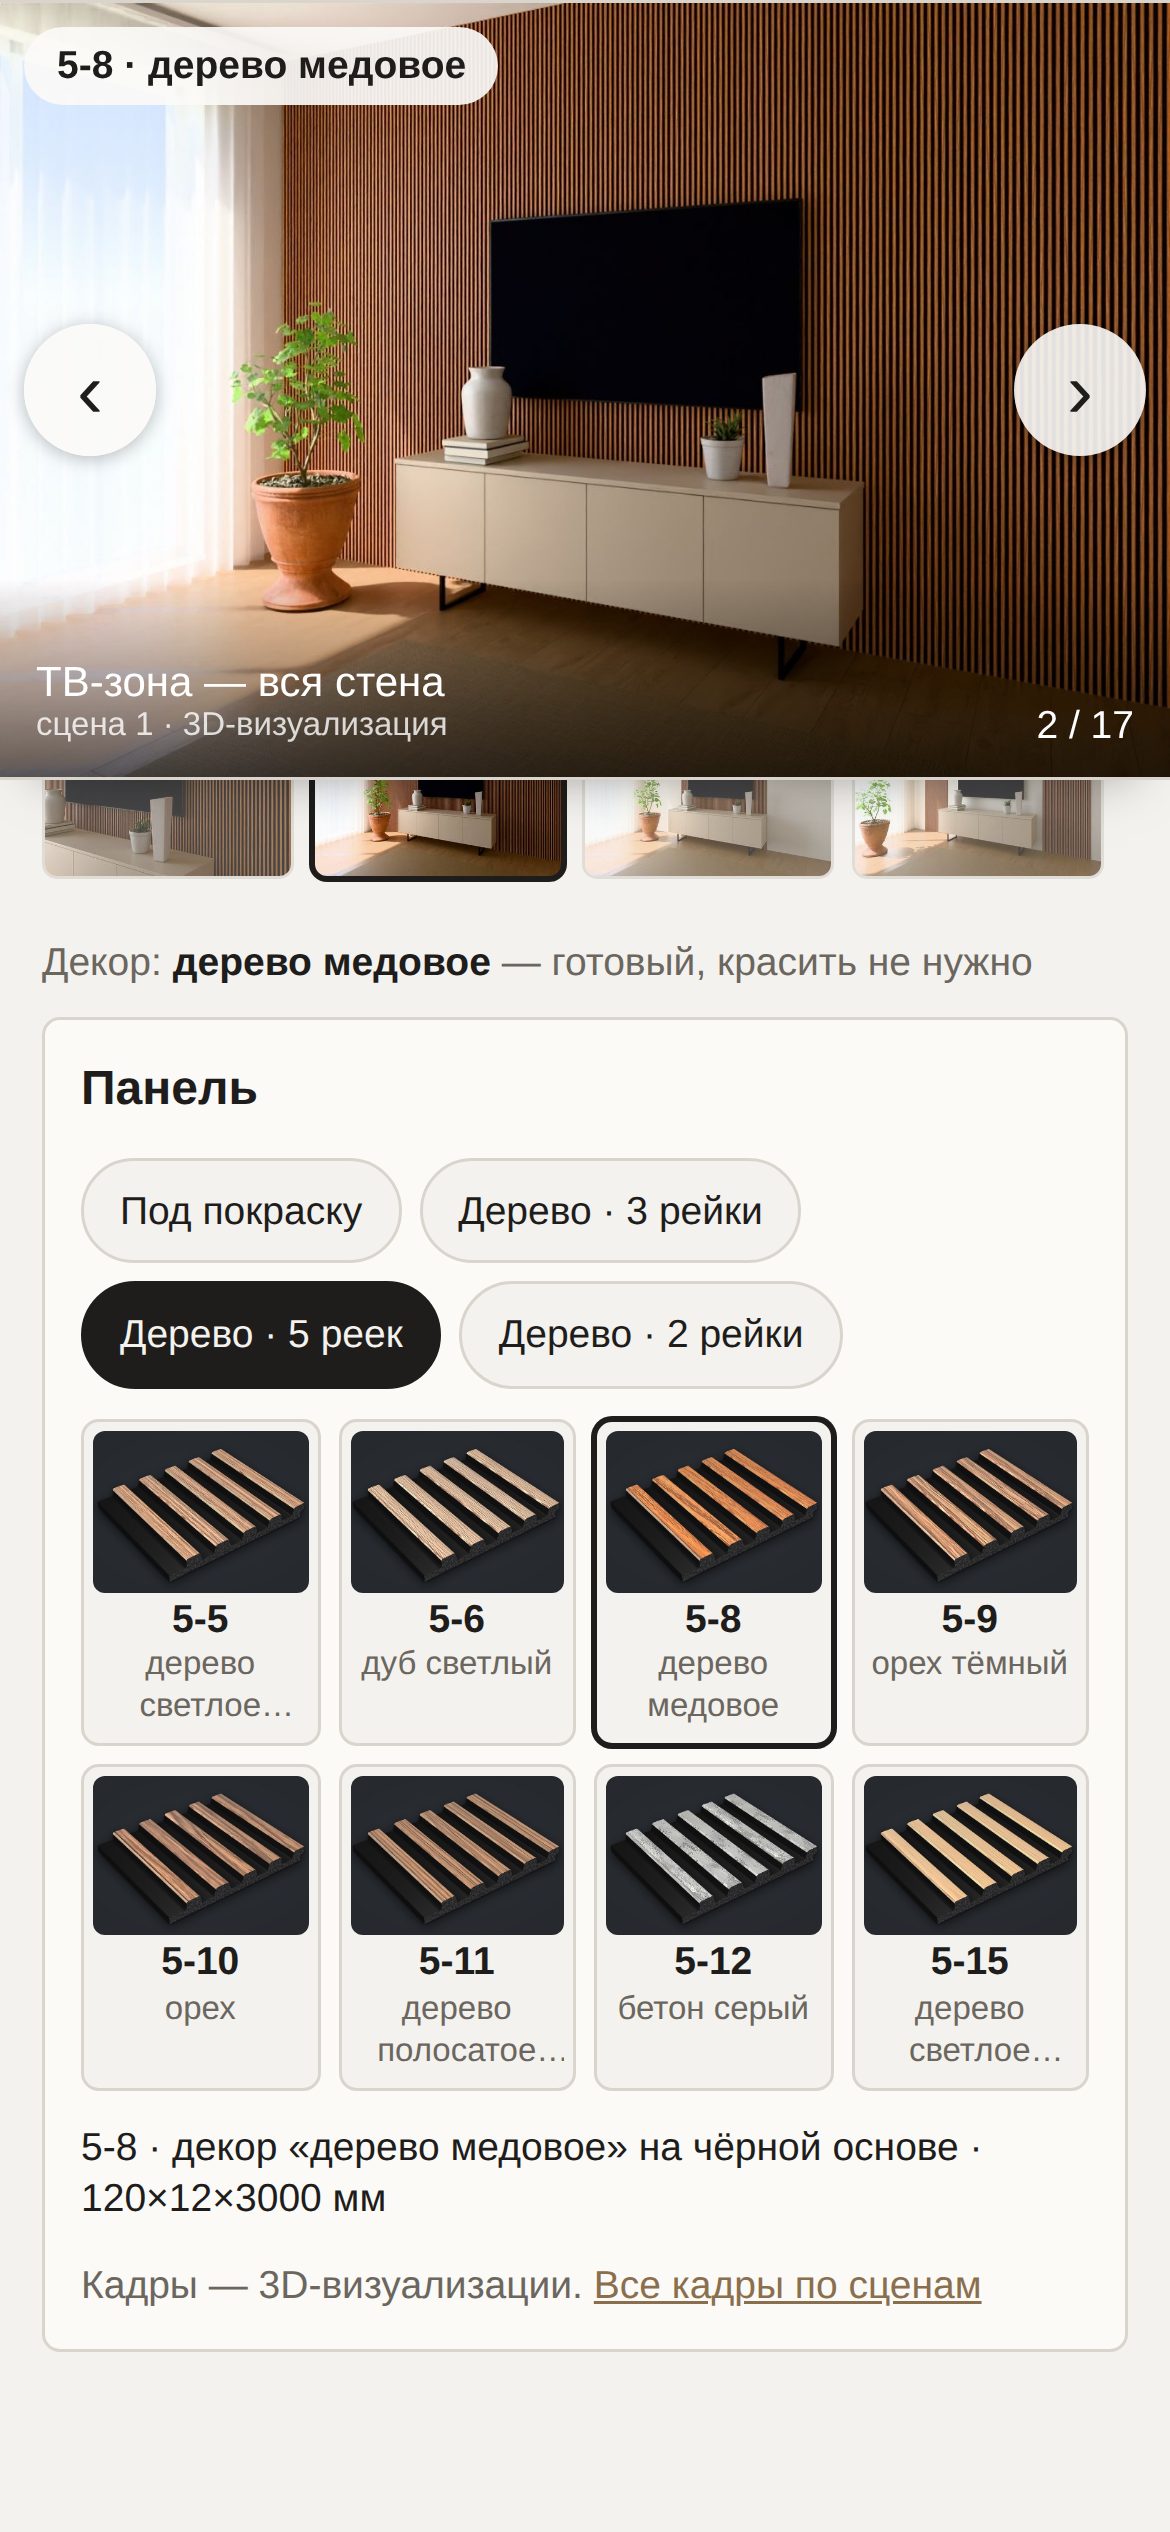 5-8 · дерево медовое
‹
›
ТВ-зона — вся стена
сцена 1 · 3D-визуализация
2 / 17
Декор: дерево медовое — готовый, красить не нужно
Панель
Под покраску
Дерево · 3 рейки
Дерево · 5 реек
Дерево · 2 рейки
5-5
дерево
светлое…
5-6
дуб светлый
5-8
дерево
медовое
5-9
орех тёмный
5-10
орех
5-11
дерево
полосатое…
5-12
бетон серый
5-15
дерево
светлое…
5-8 · декор «дерево медовое» на чёрной основе ·
120×12×3000 мм
Кадры — 3D-визуализации. Все кадры по сценам